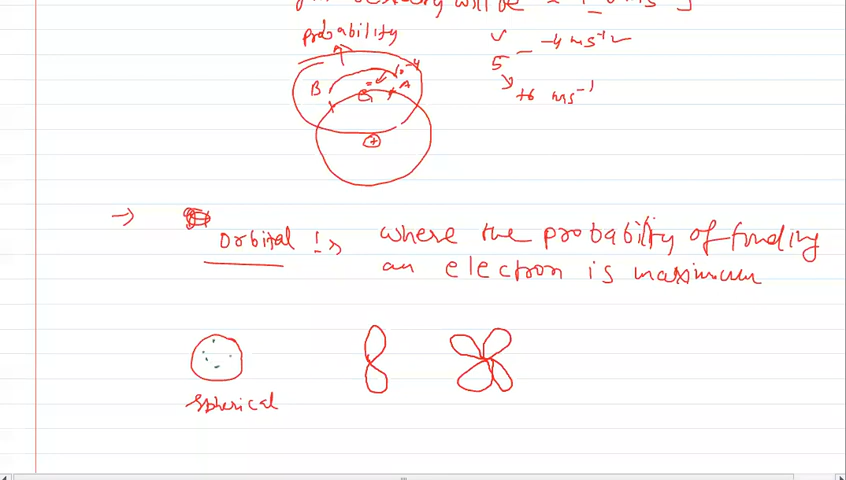 probability
B
A
5
-4 ms⁻¹
+6 ms⁻¹
+
→ orbital :→ where the probability of finding
an electron is maximum
spherical